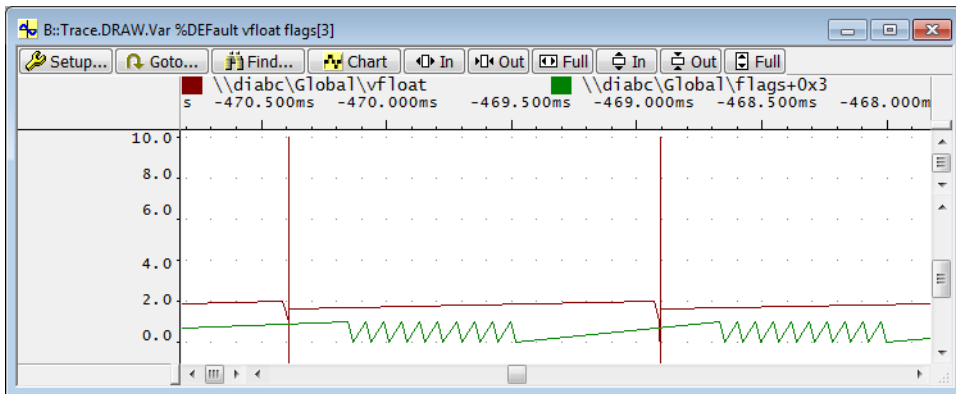 B::Trace.DRAW.Var %DEFault vfloat flags[3]
Setup... Goto... Find... Chart In Out Full In Out Full
\\diabc\Global\vfloat \\diabc\Global\flags+0x3
s -470.500ms -470.000ms -469.500ms -469.000ms -468.500ms -468.000m
10.0
8.0
6.0
4.0
2.0
0.0